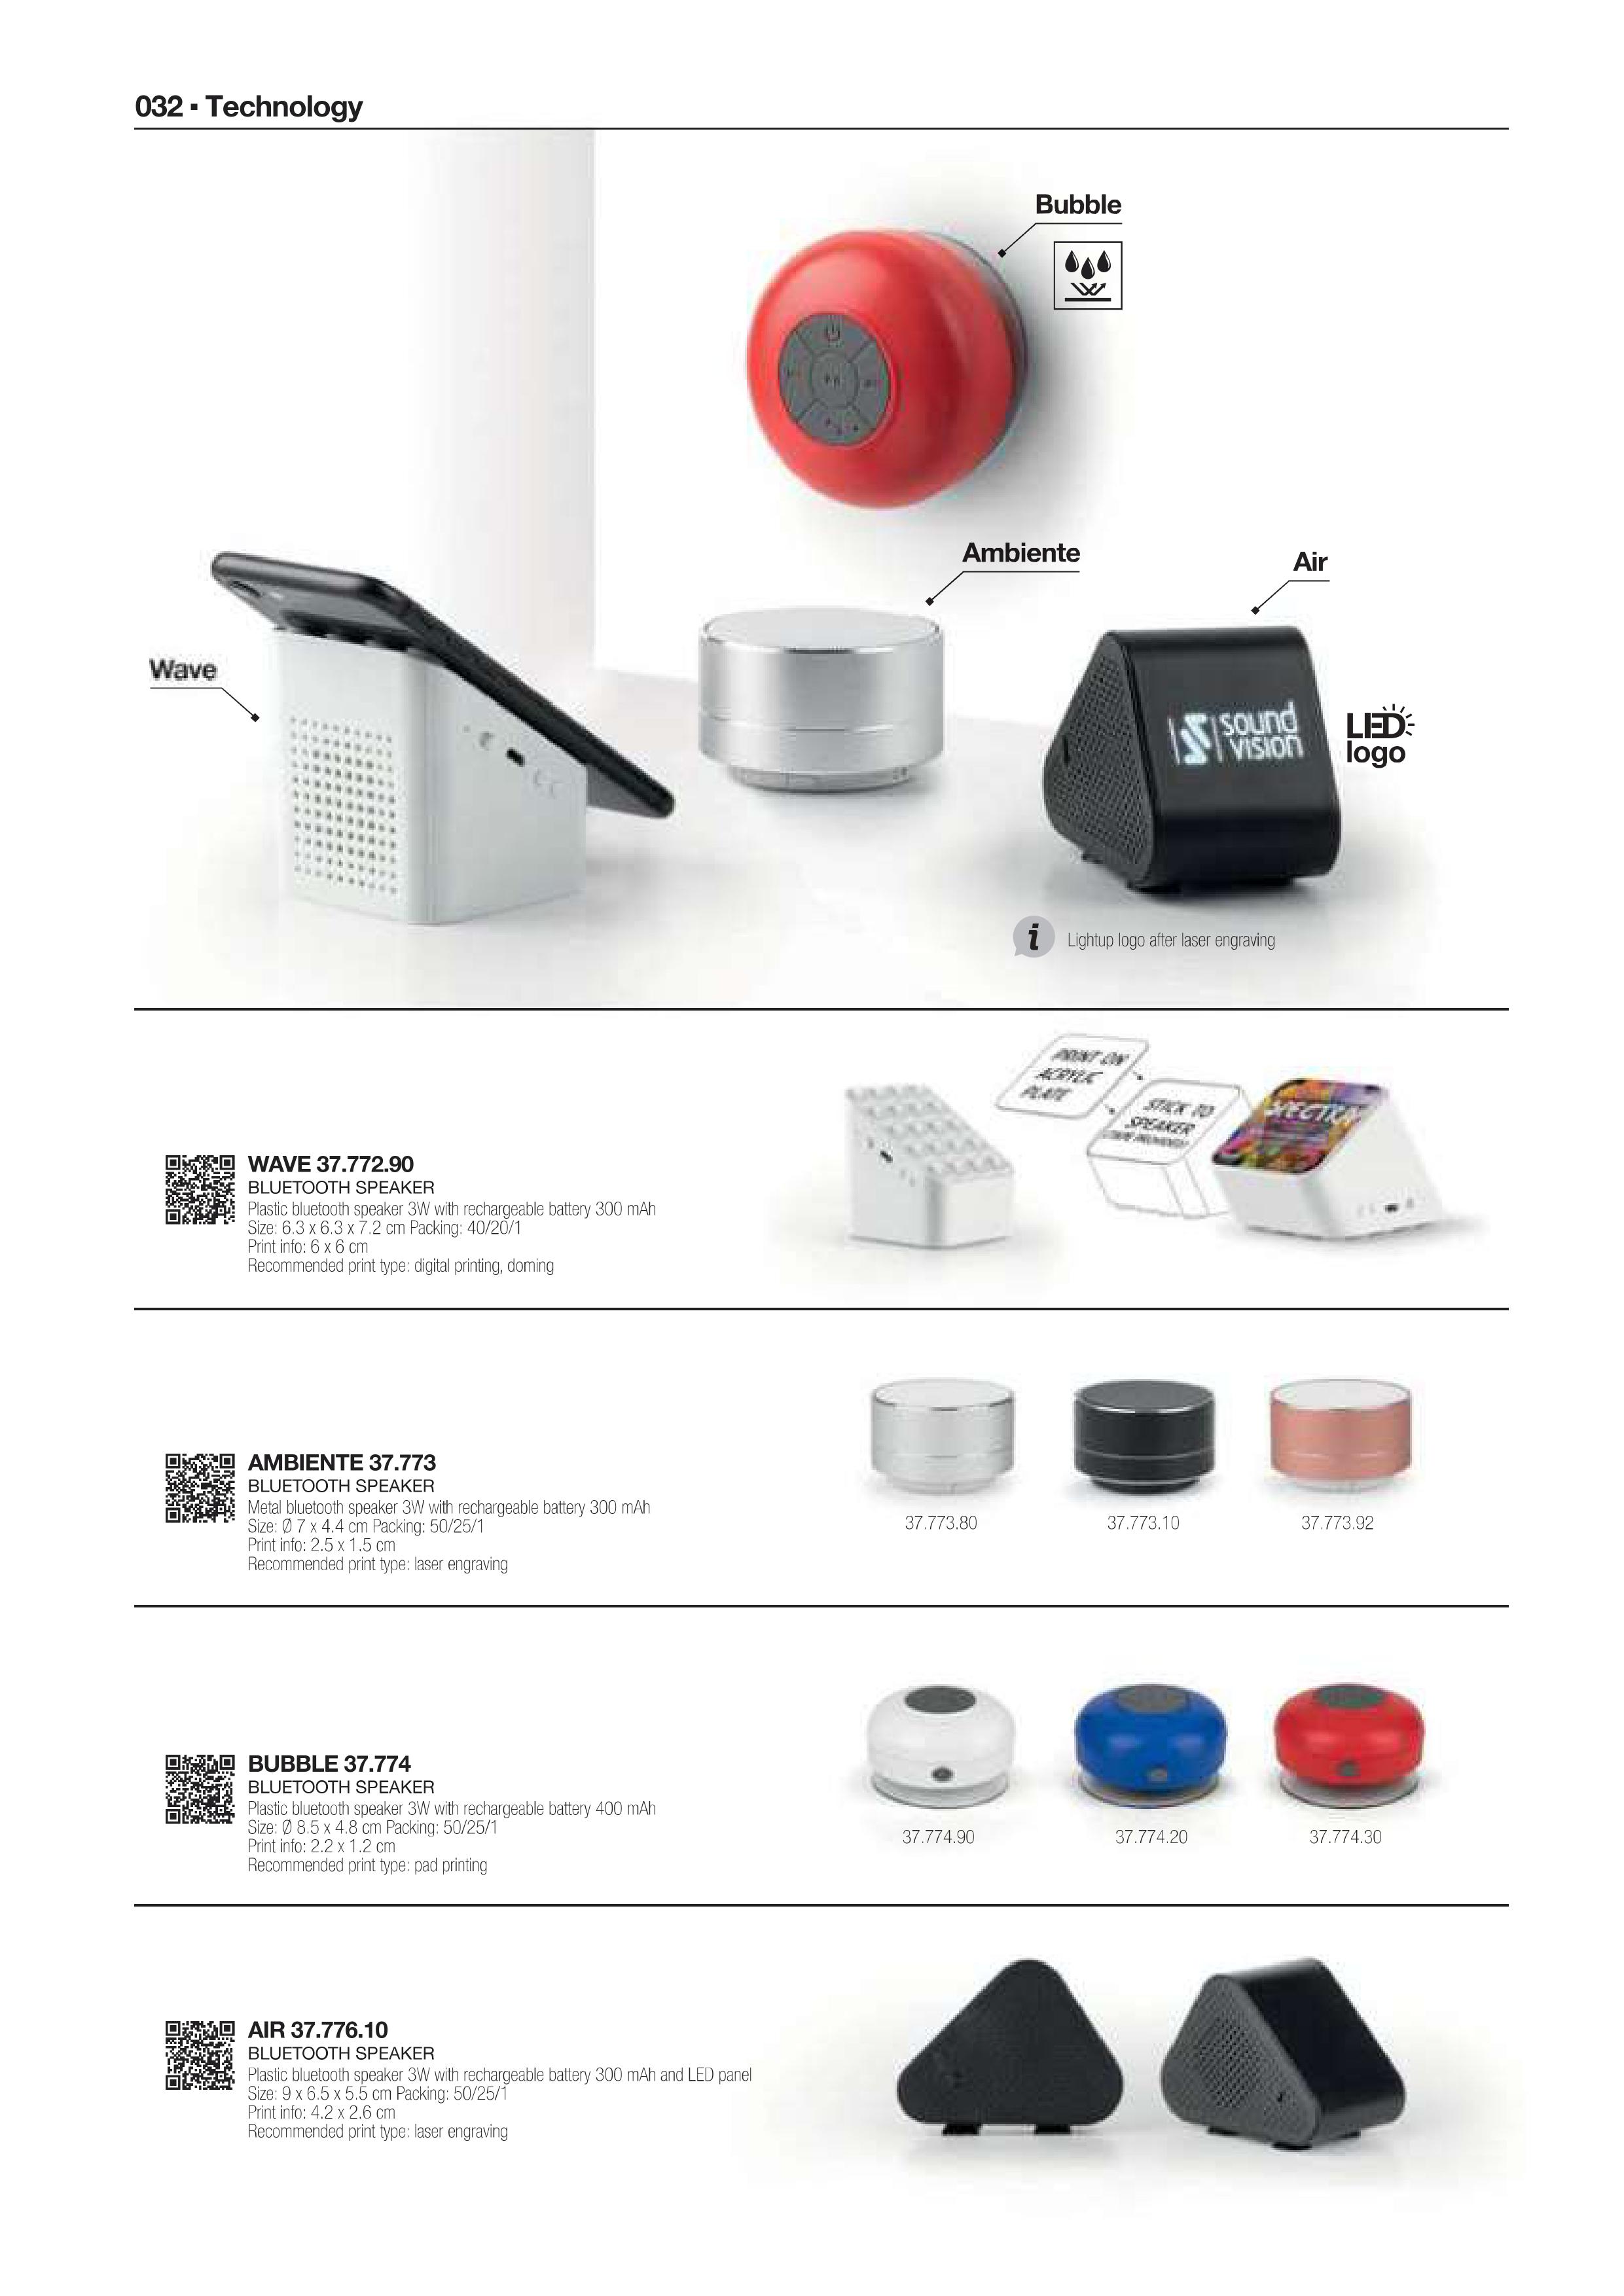 032 ▪ Technology
Bubble
Ambiente
Air
Wave
sound
vision
LED
logo
i Lightup logo after laser engraving
PRINT ON
ACRYLIC
PLATE
STICK TO
SPEAKER
SPECTRUM
WAVE 37.772.90
BLUETOOTH SPEAKER
Plastic bluetooth speaker 3W with rechargeable battery 300 mAh
Size: 6.3 x 6.3 x 7.2 cm Packing: 40/20/1
Print info: 6 x 6 cm
Recommended print type: digital printing, doming
AMBIENTE 37.773
BLUETOOTH SPEAKER
Metal bluetooth speaker 3W with rechargeable battery 300 mAh
Size: Ø 7 x 4.4 cm Packing: 50/25/1
Print info: 2.5 x 1.5 cm
Recommended print type: laser engraving
37.773.80
37.773.10
37.773.92
BUBBLE 37.774
BLUETOOTH SPEAKER
Plastic bluetooth speaker 3W with rechargeable battery 400 mAh
Size: Ø 8.5 x 4.8 cm Packing: 50/25/1
Print info: 2.2 x 1.2 cm
Recommended print type: pad printing
37.774.90
37.774.20
37.774.30
AIR 37.776.10
BLUETOOTH SPEAKER
Plastic bluetooth speaker 3W with rechargeable battery 300 mAh and LED panel
Size: 9 x 6.5 x 5.5 cm Packing: 50/25/1
Print info: 4.2 x 2.6 cm
Recommended print type: laser engraving